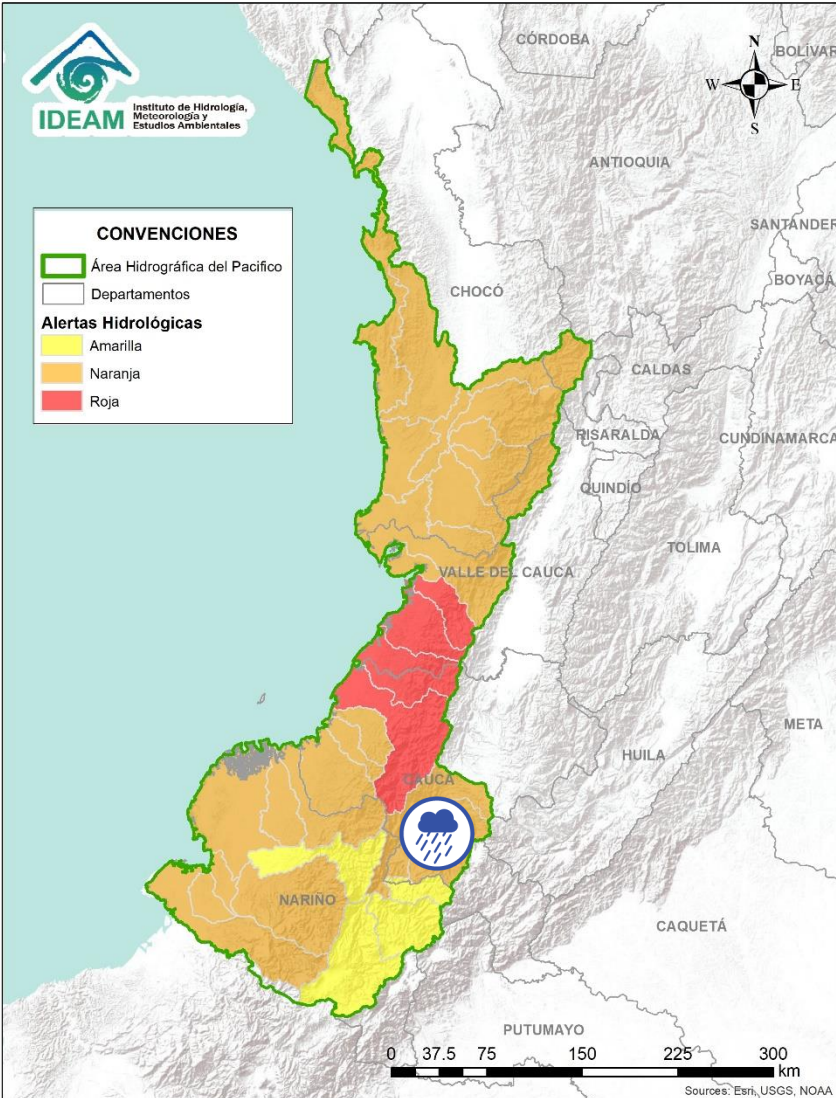 IDEAM
Instituto de Hidrología,
Meteorología y
Estudios Ambientales
CÓRDOBA
BOLÍVAR
N
W E
S
ANTIOQUIA
SANTANDER
BOYACÁ
CONVENCIONES
Área Hidrográfica del Pacifico
Departamentos
Alertas Hidrológicas
Amarilla
Naranja
Roja
CHOCÓ
CALDAS
RISARALDA
CUNDINAMARCA
QUINDÍO
TOLIMA
VALLE DEL CAUCA
META
HUILA
CAUCA
NARIÑO
CAQUETÁ
PUTUMAYO
0 37.5 75 150 225 300
km
Sources: Esri, USGS, NOAA